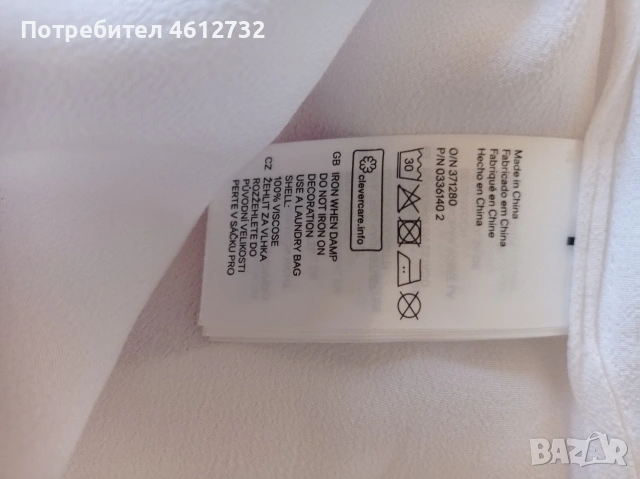 Потребител 4612732
Made in China
Fabricado em China
Fabriqué en Chine
Hecho en China
O/N 371280
P/N 0336140 2
30
clevercare.info
GB IRON WHEN DAMP
DO NOT IRON ON
DECORATION
USE A LAUNDRY BAG
SHELL:
100% VISCOSE
CZ ŽEHLIT ZA VLHKA
ROZŽEHLETE DO
PŮVODNÍ VELIKOSTI
PERTE V SÁČKU PRO
BAZAR